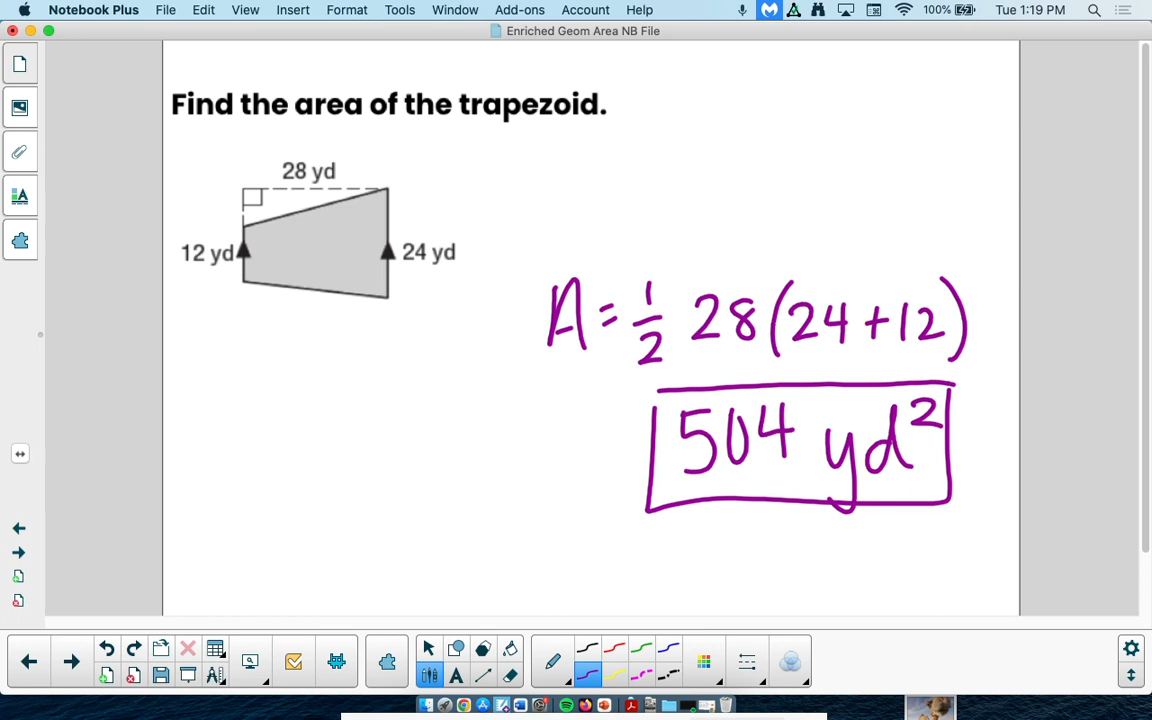 Notebook Plus File Edit View Insert Format Tools Window Add-ons Account Help 100% Tue 1:19 PM
Enriched Geom Area NB File
Find the area of the trapezoid.
28 yd
12 yd
24 yd
A = 1/2 28(24+12)
504 yd²